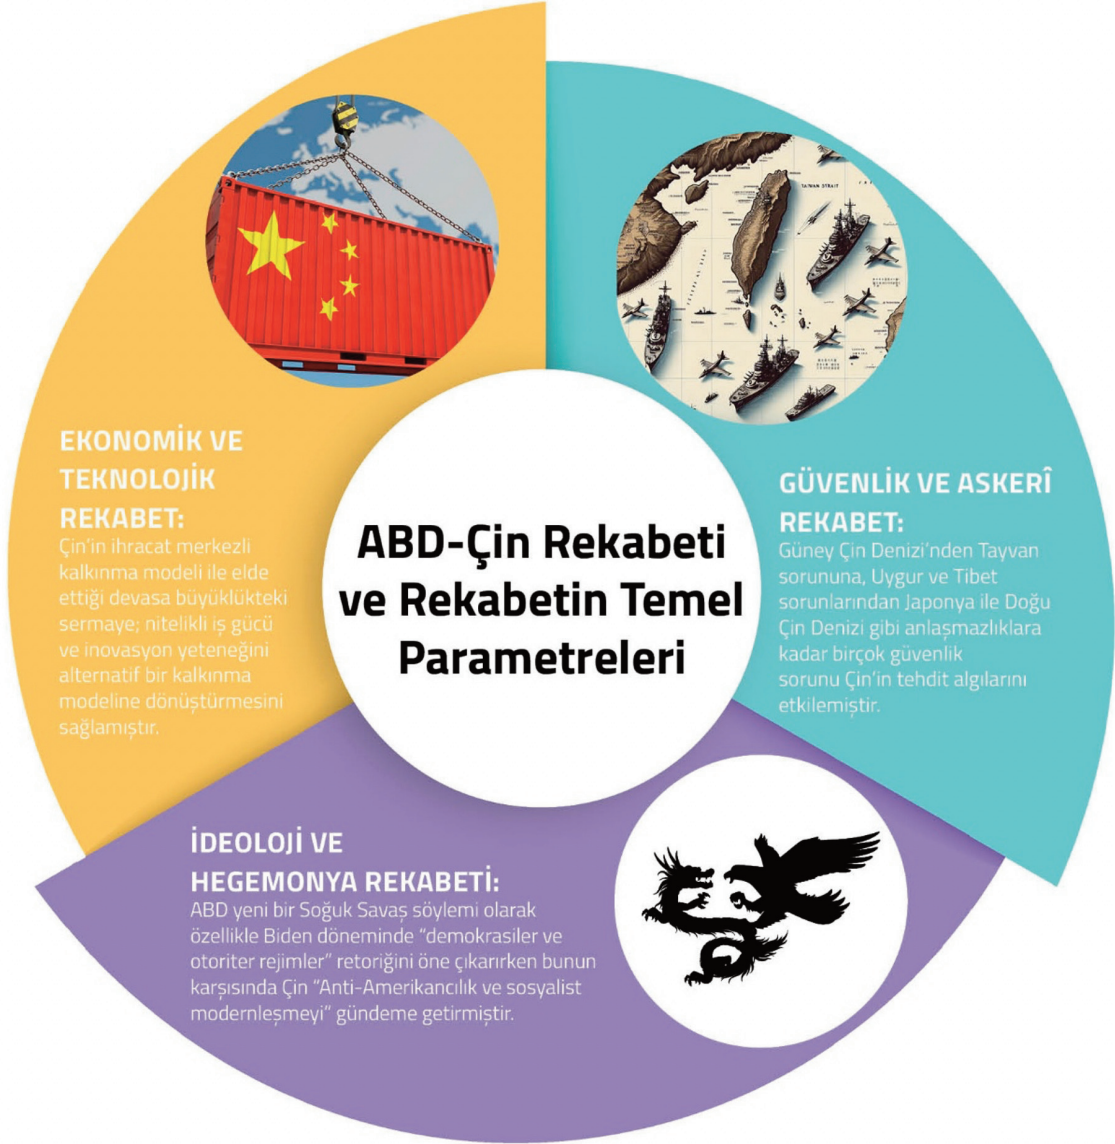 EKONOMİK VE
TEKNOLOJİK
REKABET:
Çin'in ihracat merkezli
kalkınma modeli ile elde
ettiği devasa büyüklükteki
sermaye; nitelikli iş gücü
ve inovasyon yeteneğini
alternatif bir kalkınma
modeline dönüştürmesini
sağlamıştır.
TAIWAN STRAIT
GÜVENLİK VE ASKERÎ
REKABET:
Güney Çin Denizi'nden Tayvan
sorununa, Uygur ve Tibet
sorunlarından Japonya ile Doğu
Çin Denizi gibi anlaşmazlıklara
kadar birçok güvenlik
sorunu Çin'in tehdit algılarını
etkilemiştir.
ABD-Çin Rekabeti
ve Rekabetin Temel
Parametreleri
İDEOLOJİ VE
HEGEMONYA REKABETİ:
ABD yeni bir Soğuk Savaş söylemi olarak
özellikle Biden döneminde "demokrasiler ve
otoriter rejimler" retoriğini öne çıkarırken bunun
karşısında Çin "Anti-Amerikancılık ve sosyalist
modernleşmeyi" gündeme getirmiştir.